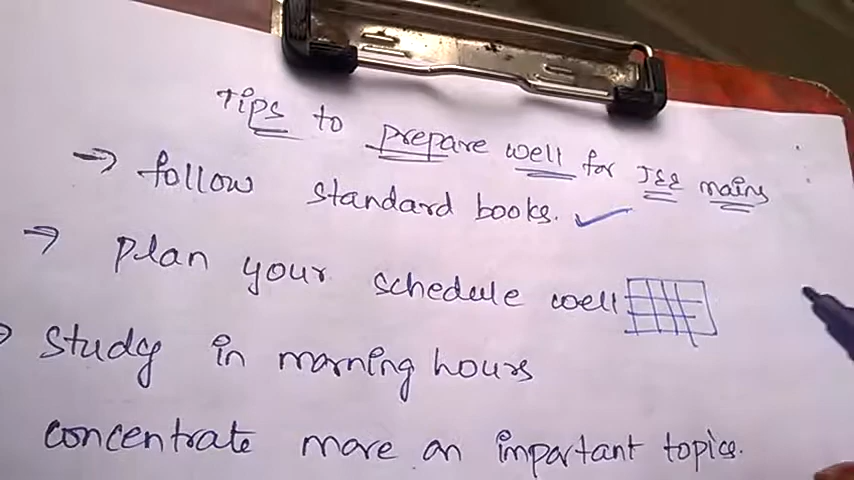 Tips to prepare well for JEE mains
→ follow standard books. ✓
→ plan your schedule well
→ study in morning hours
concentrate more on important topics.